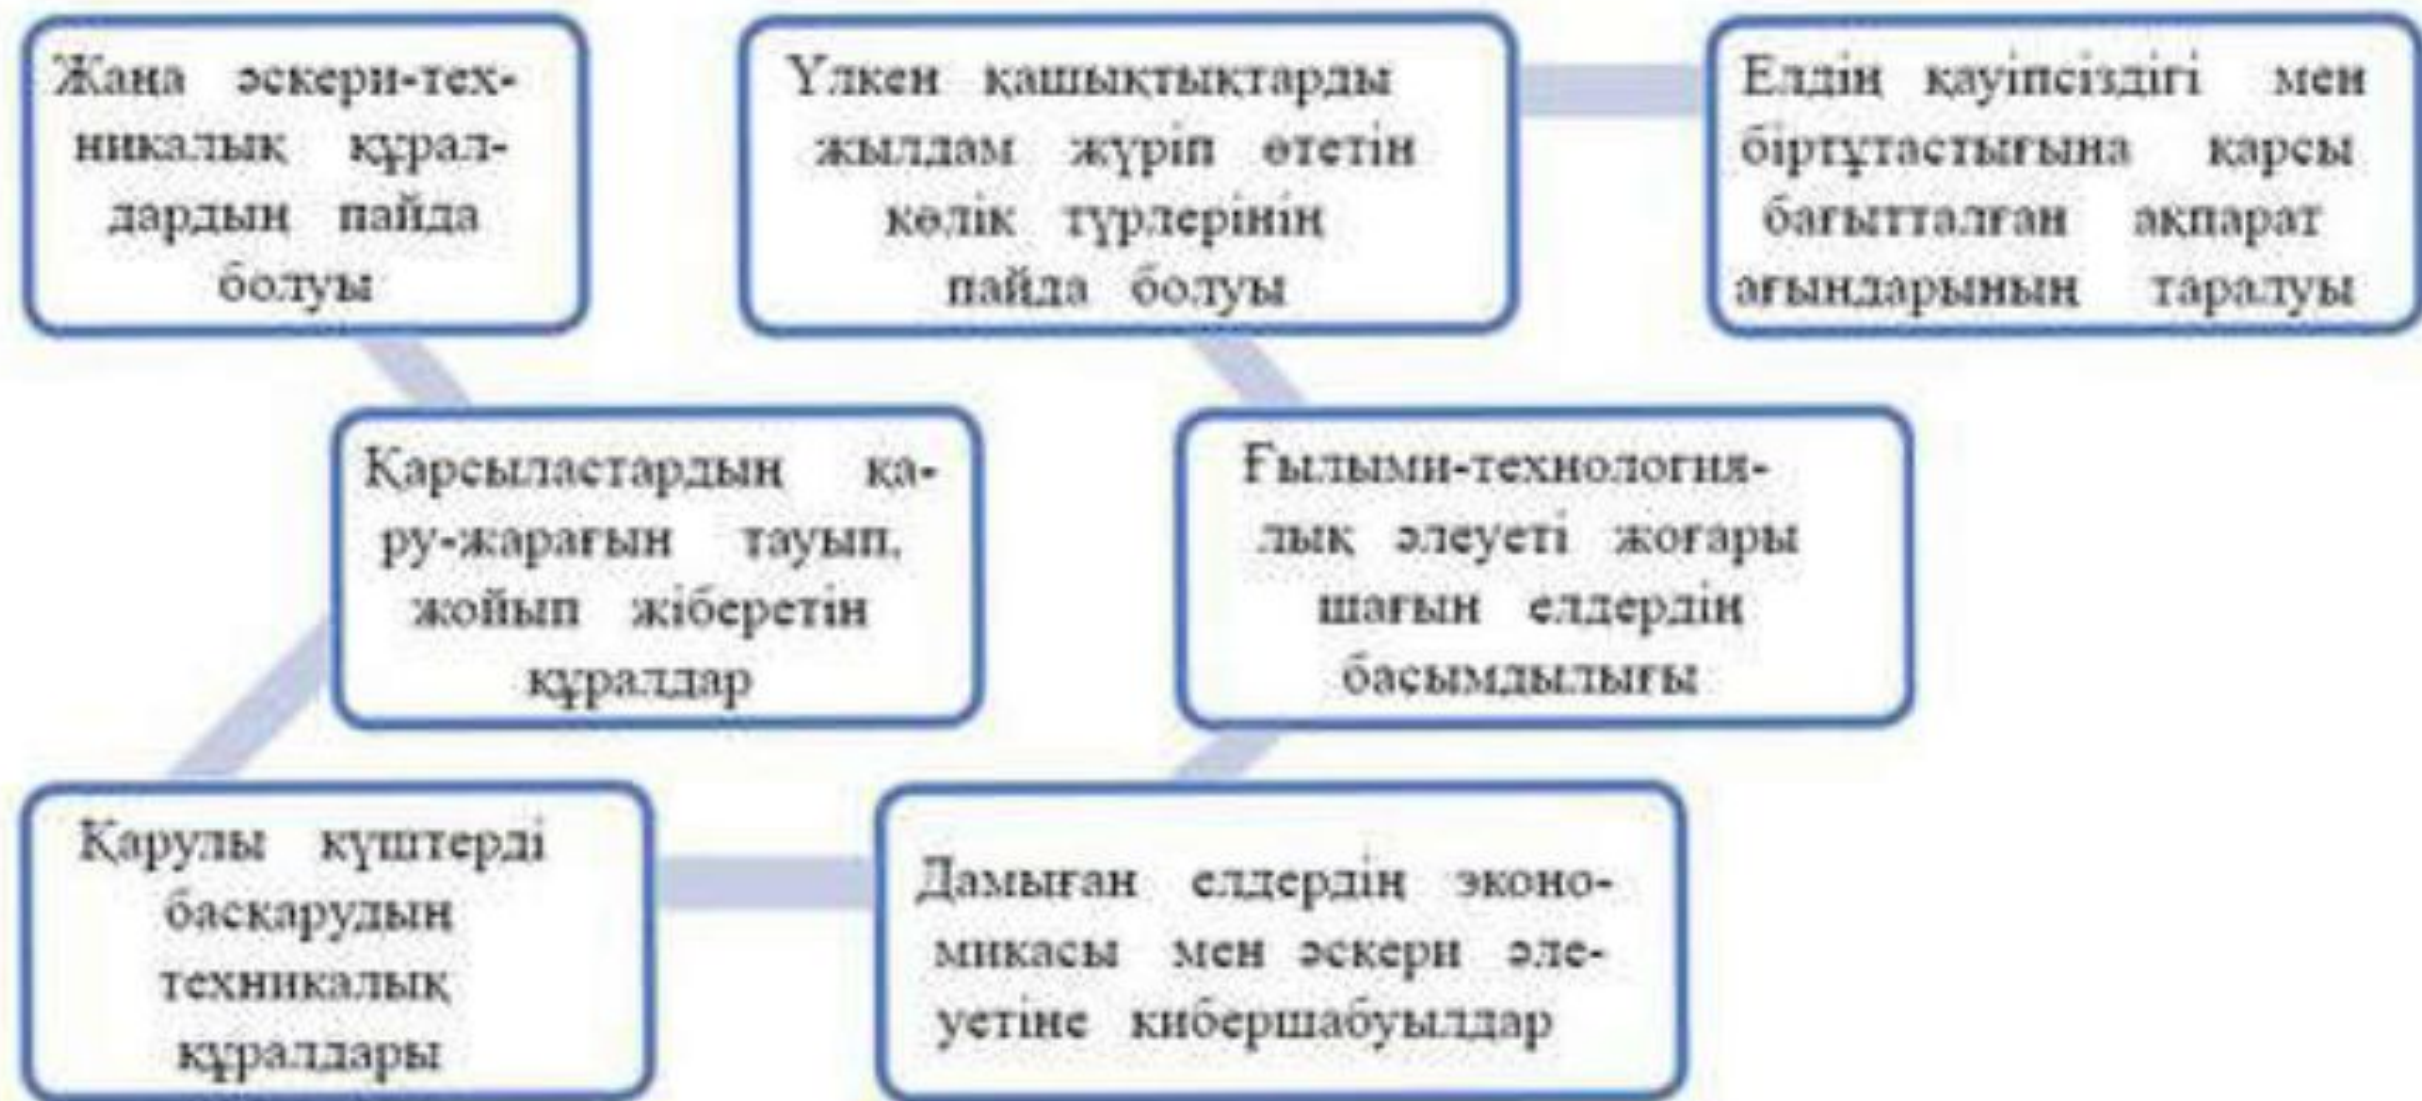 Жаңа әскери-тех-
никалық құрал-
дардың пайда
болуы
Қарсыластардың қа-
ру-жарағын тауып,
жойып жіберетін
құралдар
Қарулы күштерді
басқарудың
техникалық
құралдары
Дамыған елдердің эконо-
микасы мен әскери әле-
уетіне кибершабуылдар
Ғылыми-технология-
лық әлеуеті жоғары
шағын елдердің
басымдылығы
Үлкен қашықтықтарды
жылдам жүріп өтетін
көлік түрлерінің
пайда болуы
Елдің қауіпсіздігі мен
біртұтастығына қарсы
бағытталған ақпарат
ағындарының таралуы